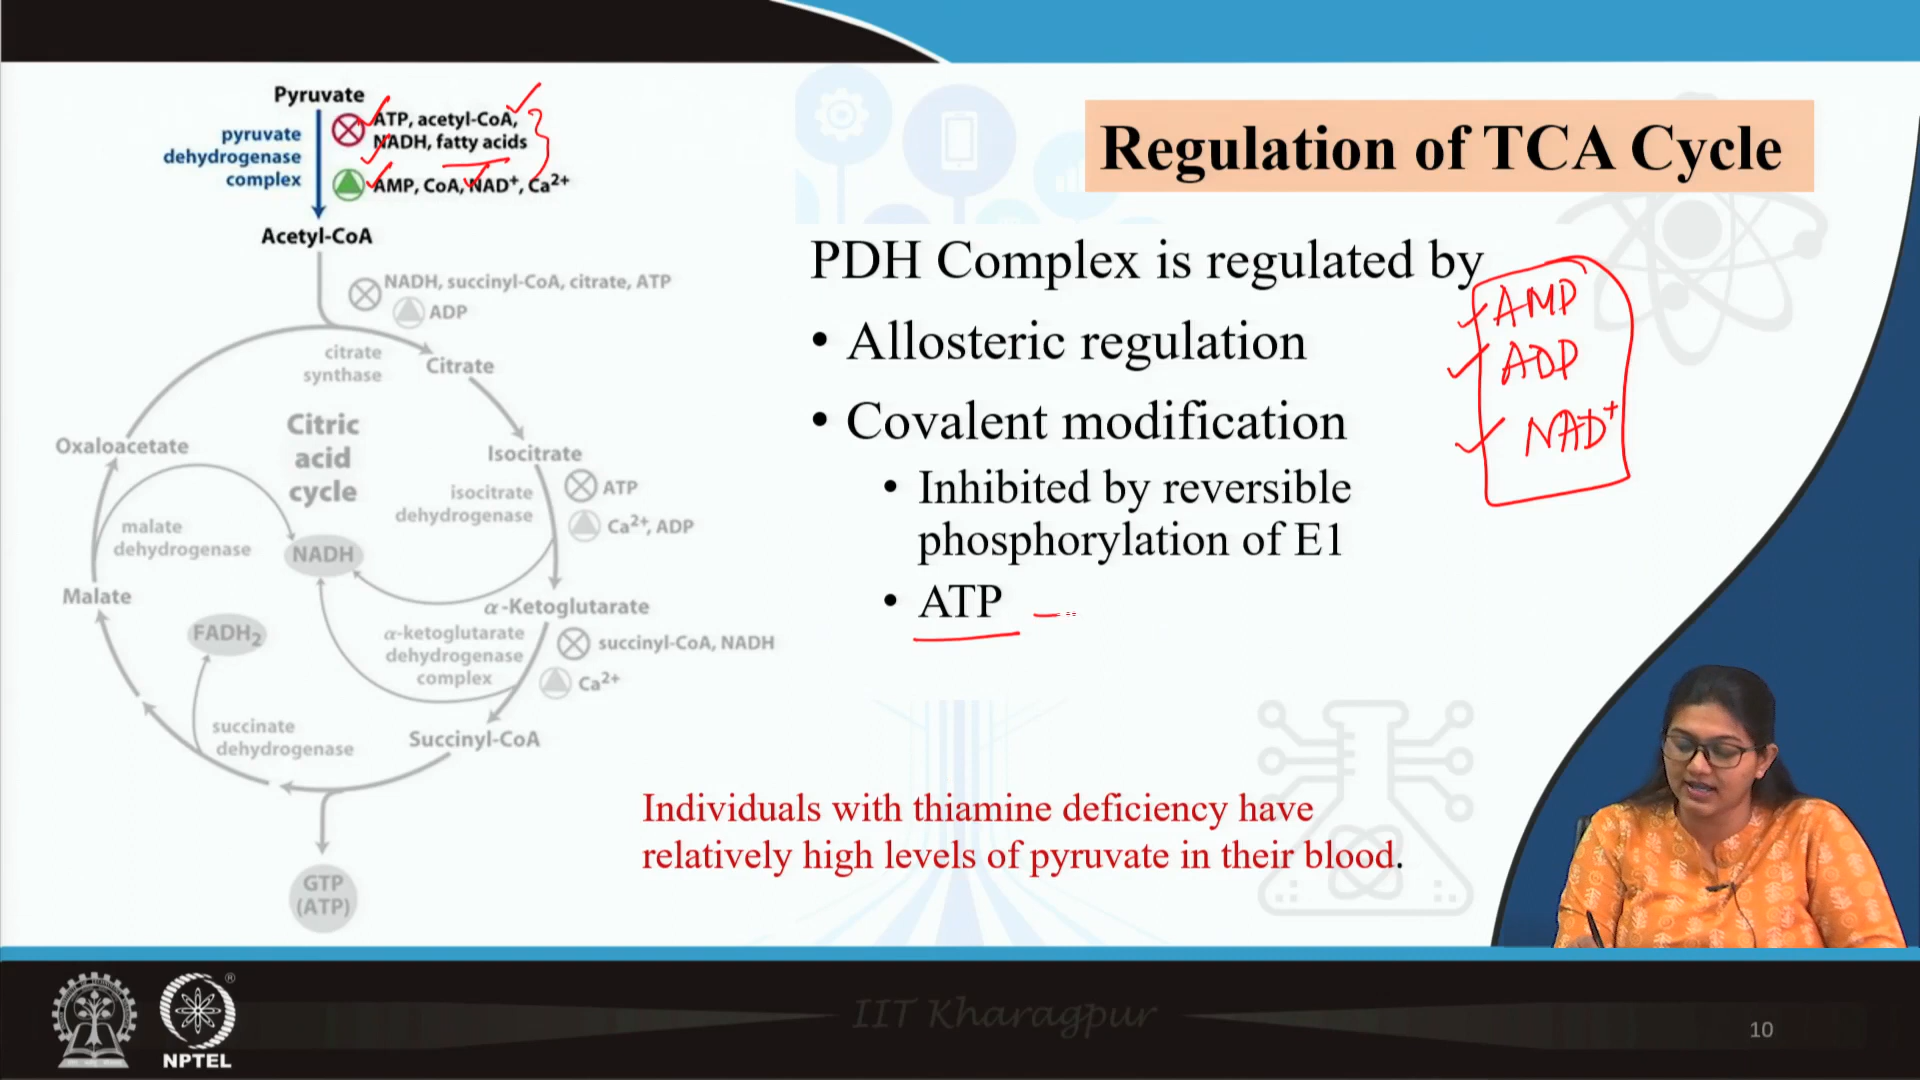 Pyruvate
pyruvate
dehydrogenase
complex
ATP, acetyl-CoA,
NADH, fatty acids
AMP, CoA, NAD⁺, Ca²⁺
Acetyl-CoA
NADH, succinyl-CoA, citrate, ATP
ADP
citrate
synthase
Citrate
Citric
acid
cycle
Oxaloacetate
Isocitrate
isocitrate
dehydrogenase
ATP
Ca²⁺, ADP
malate
dehydrogenase
NADH
Malate
α-Ketoglutarate
FADH₂
α-ketoglutarate
dehydrogenase
complex
succinyl-CoA, NADH
Ca²⁺
succinate
dehydrogenase
Succinyl-CoA
GTP
(ATP)
Regulation of TCA Cycle
PDH Complex is regulated by
• Allosteric regulation
• Covalent modification
• Inhibited by reversible
phosphorylation of E1
• ATP
AMP
ADP
NAD⁺
Individuals with thiamine deficiency have
relatively high levels of pyruvate in their blood.
IIT Kharagpur
NPTEL
®
10